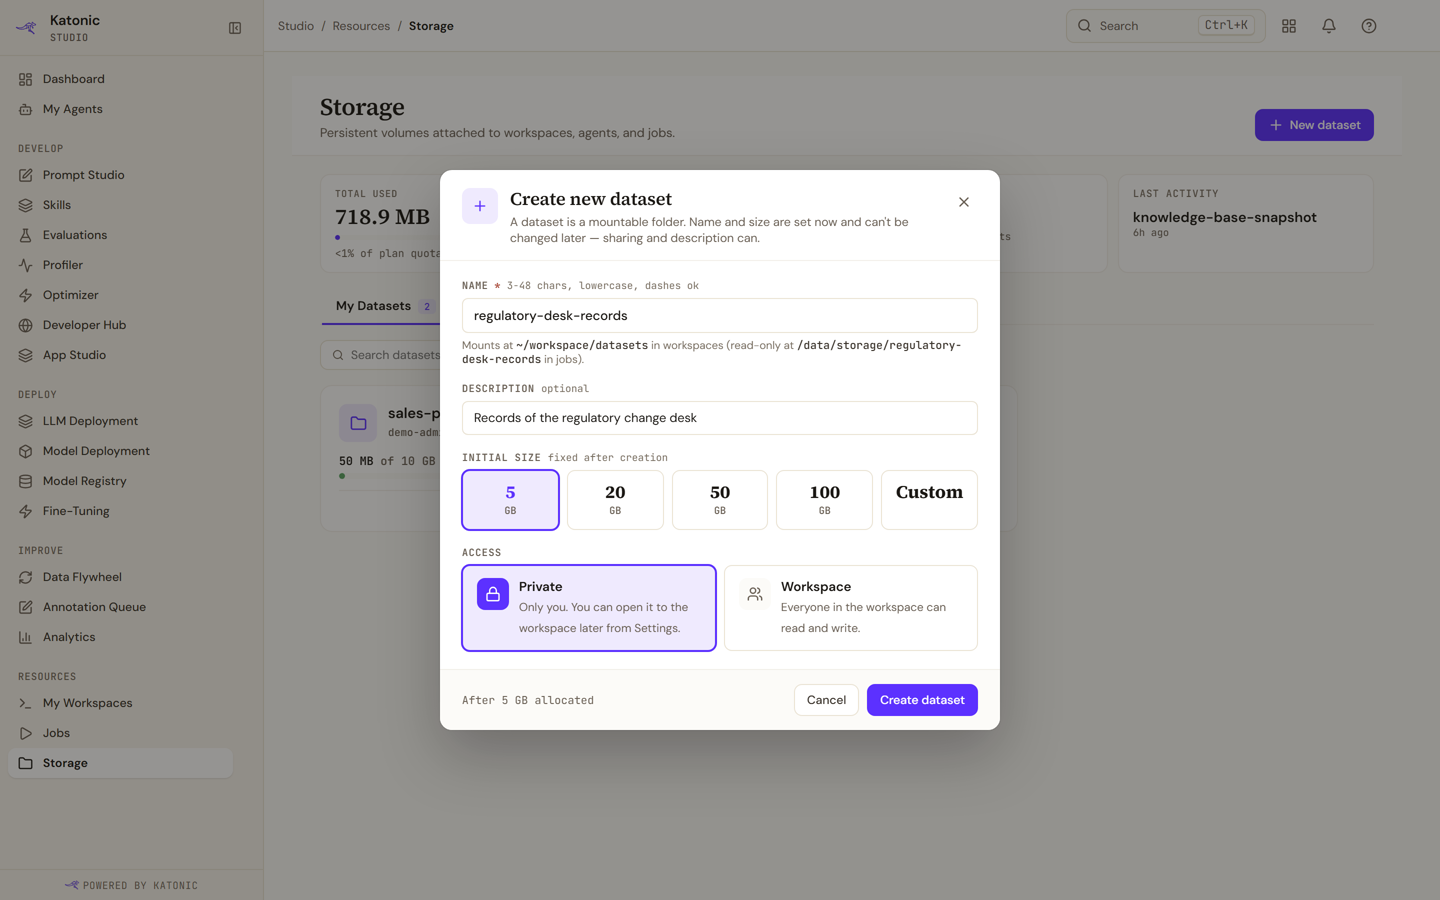 Katonic
STUDIO
Studio / Resources / Storage
Search
Ctrl+K
Dashboard
My Agents
DEVELOP
Prompt Studio
Skills
Evaluations
Profiler
Optimizer
Developer Hub
App Studio
DEPLOY
LLM Deployment
Model Deployment
Model Registry
Fine-Tuning
IMPROVE
Data Flywheel
Annotation Queue
Analytics
RESOURCES
My Workspaces
Jobs
Storage
POWERED BY KATONIC
Storage
Persistent volumes attached to workspaces, agents, and jobs.
New dataset
TOTAL USED
718.9 MB
<1% of plan quota
LAST ACTIVITY
knowledge-base-snapshot
6h ago
My Datasets 2
Search datasets
50 MB of 10 GB
Create new dataset
A dataset is a mountable folder. Name and size are set now and can't be
changed later — sharing and description can.
NAME * 3-48 chars, lowercase, dashes ok
regulatory-desk-records
Mounts at ~/workspace/datasets in workspaces (read-only at /data/storage/regulatory-
desk-records in jobs).
DESCRIPTION optional
Records of the regulatory change desk
INITIAL SIZE fixed after creation
5
GB
20
GB
50
GB
100
GB
Custom
ACCESS
Private
Only you. You can open it to the
workspace later from Settings.
Workspace
Everyone in the workspace can
read and write.
After 5 GB allocated
Cancel
Create dataset